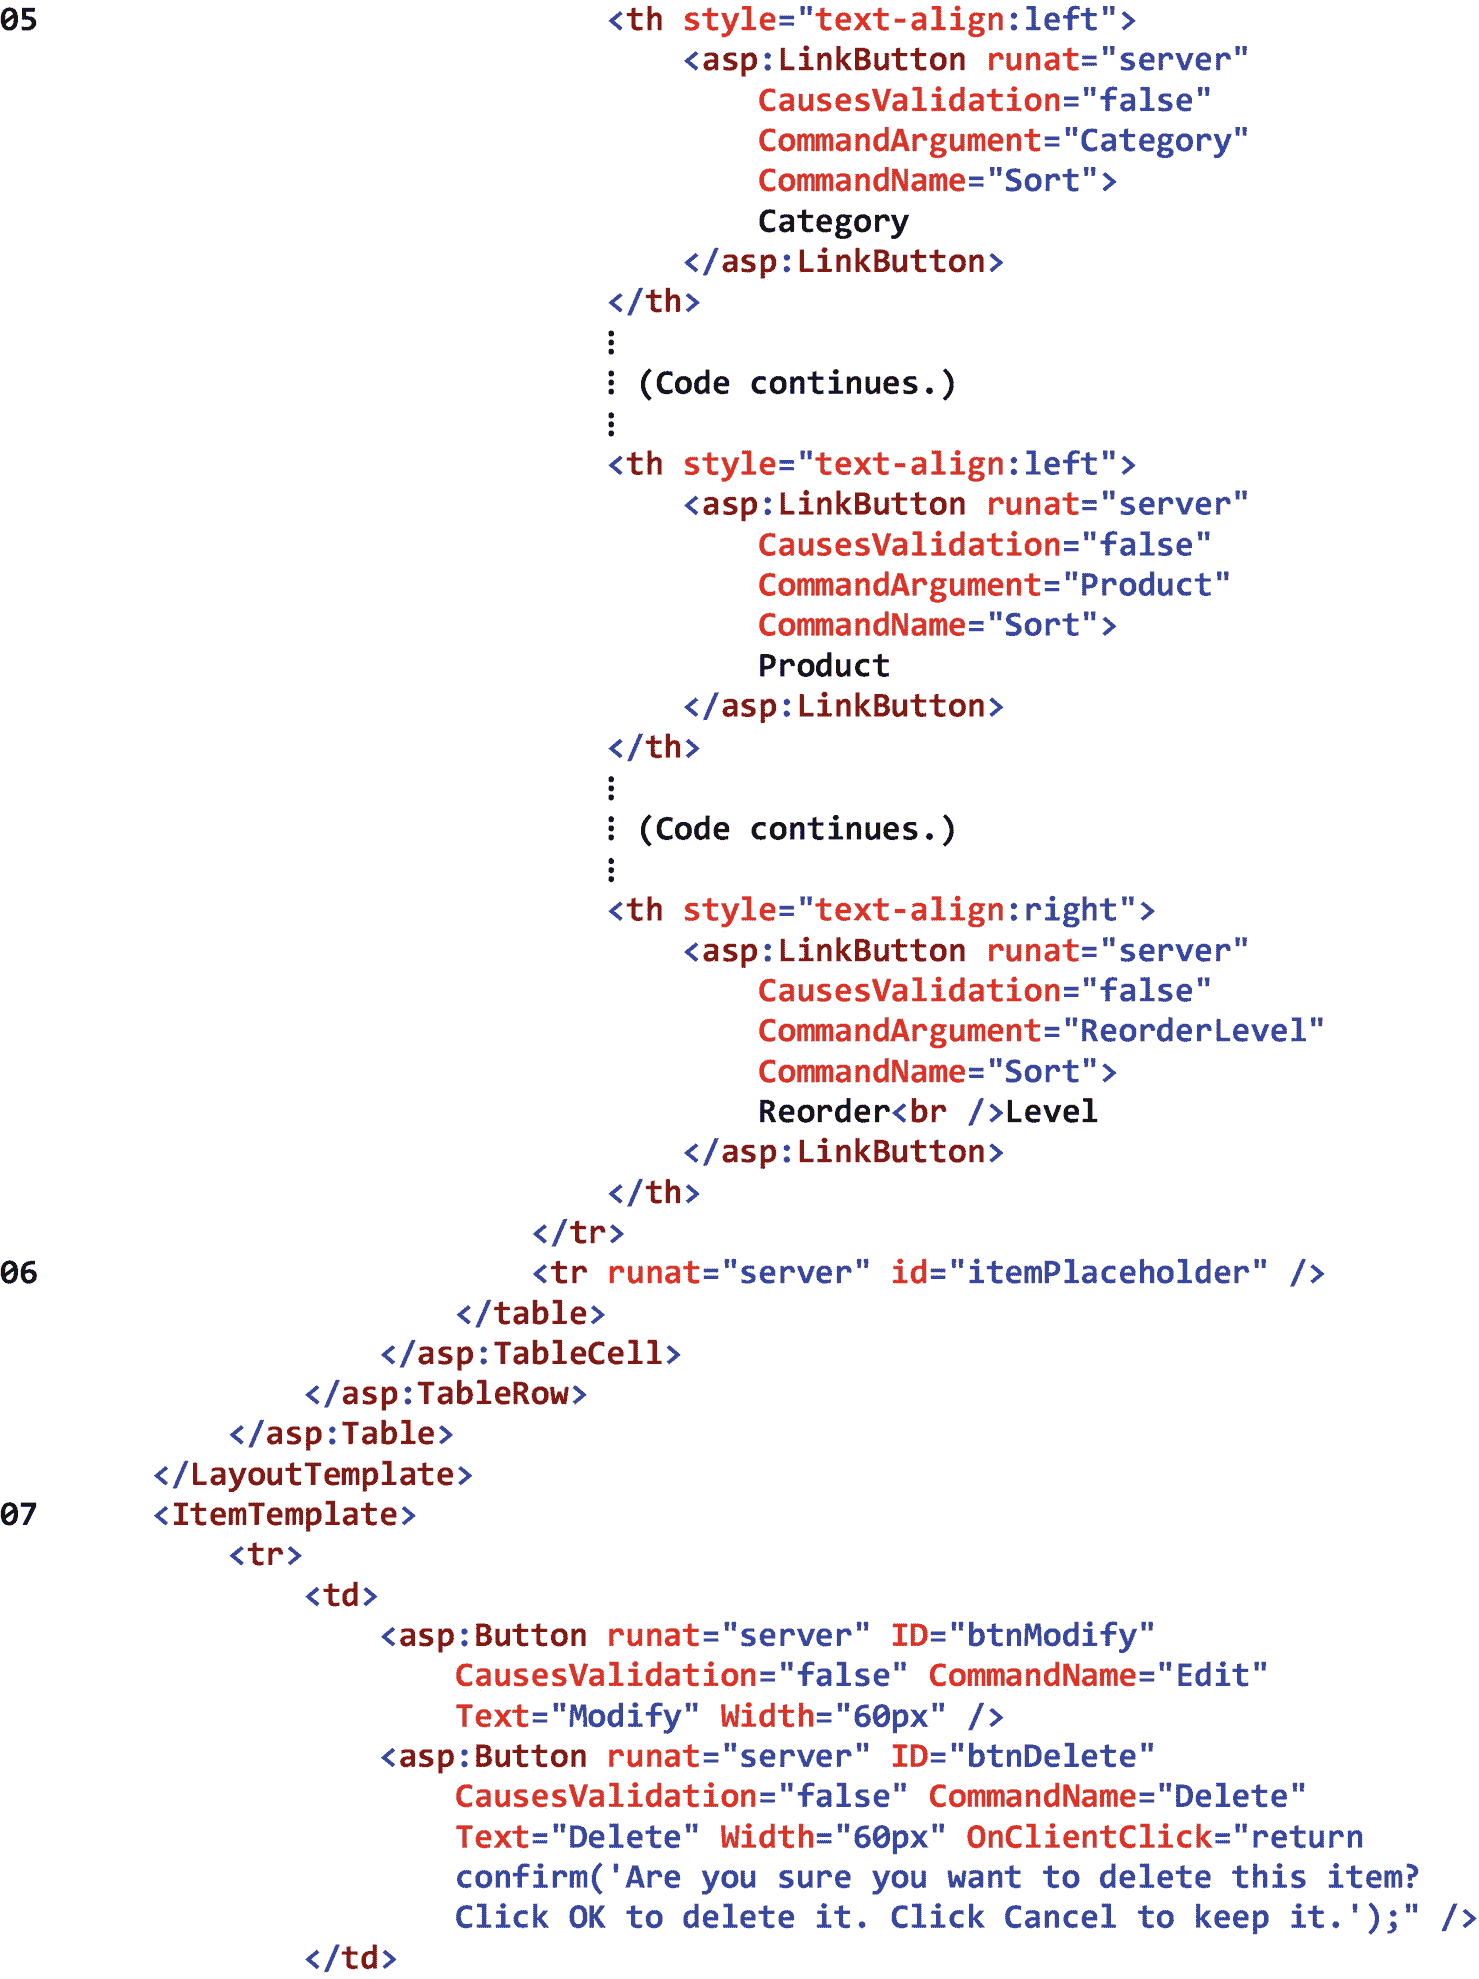 05 <th style="text-align:left">
<asp:LinkButton runat="server"
CausesValidation="false"
CommandArgument="Category"
CommandName="Sort">
Category
</asp:LinkButton>
</th>
⋮
⋮ (Code continues.)
⋮
<th style="text-align:left">
<asp:LinkButton runat="server"
CausesValidation="false"
CommandArgument="Product"
CommandName="Sort">
Product
</asp:LinkButton>
</th>
⋮
⋮ (Code continues.)
⋮
<th style="text-align:right">
<asp:LinkButton runat="server"
CausesValidation="false"
CommandArgument="ReorderLevel"
CommandName="Sort">
Reorder<br />Level
</asp:LinkButton>
</th>
</tr>
06 <tr runat="server" id="itemPlaceholder" />
</table>
</asp:TableCell>
</asp:TableRow>
</asp:Table>
</LayoutTemplate>
07 <ItemTemplate>
<tr>
<td>
<asp:Button runat="server" ID="btnModify"
CausesValidation="false" CommandName="Edit"
Text="Modify" Width="60px" />
<asp:Button runat="server" ID="btnDelete"
CausesValidation="false" CommandName="Delete"
Text="Delete" Width="60px" OnClientClick="return
confirm('Are you sure you want to delete this item?
Click OK to delete it. Click Cancel to keep it.');" />
</td>